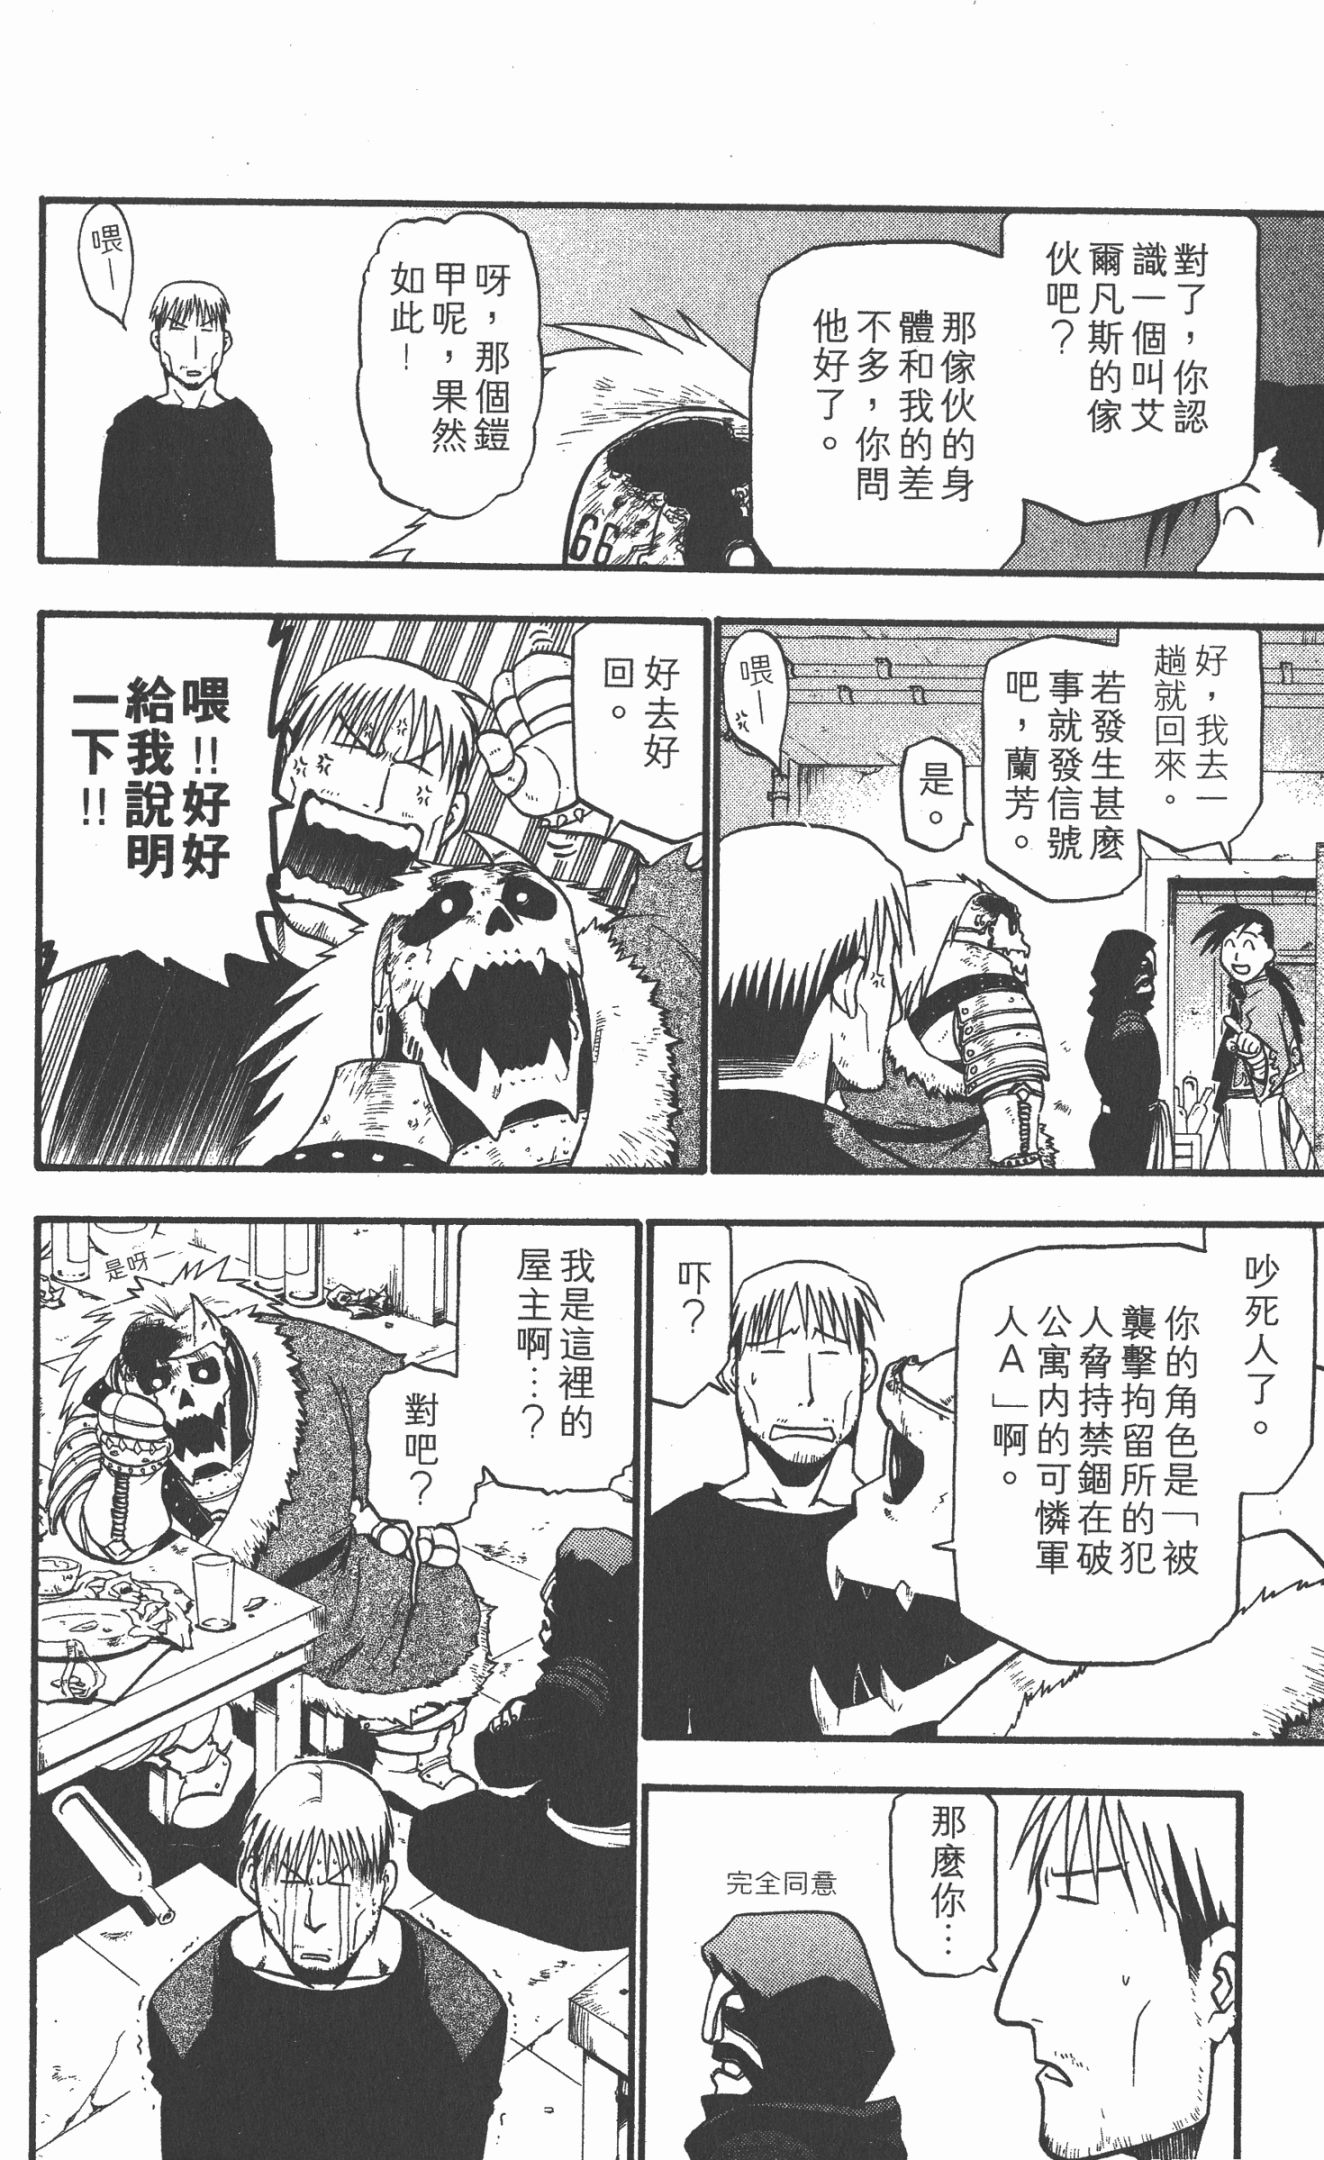 對了，你認
識一個叫艾
爾凡斯的傢
伙吧？
那傢伙的身
體和我的差
不多，你問
他好了。
66
呀，那個鎧
甲呢，果然
如此！
喂—
好，我去一
趟就回來。
若發生甚麼
事就發信號
吧，蘭芳。
是。
喂—
好去好
回。
喂!!好好
給我說明
一下!!
吵死人了。
你的角色是「被
襲擊拘留所的犯
人脅持禁錮在破
公寓內的可憐軍
人A」啊。
吓？
那麼你…
完全同意
我是這裡的
屋主啊…？
對吧？
是呀—